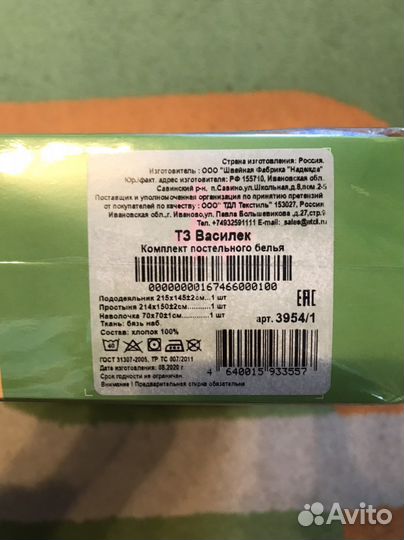 Страна изготовления: Россия.
Изготовитель : ООО "Швейная Фабрика "Надежда"
Юр./факт. адрес изготовителя: РФ 155710, Ивановская обл.
Савинский р-н, п.Савино,ул.Школьная,д.8,пом.2-5
Поставщик и уполномоченная организация по принятию претензий
от покупателей по качеству : ООО "ТДЛ Текстиль" 153027, Россия
Ивановская обл.,г. Иваново,ул. Павла Большевикова ,д.27,стр.9
Тел. +74932591111 E-mail: sales@ntdl.ru
ТЗ Василек
Комплект постельного белья
000000001674466000100
Пододеяльник 215х145±2см...1 шт
Простыня 214х150±2см..........1 шт
Наволочка 70х70±1см............1 шт
Ткань: бязь наб.
Состав: хлопок 100%
EAC
арт. 3954/1
40
ГОСТ 31307-2005, ТР ТС 007/2011
Дата изготовления: 08.2020 г.
Срок годности не ограничен.
Внимание ! Предварительная стирка обязательна
4 640015 933557
Avito